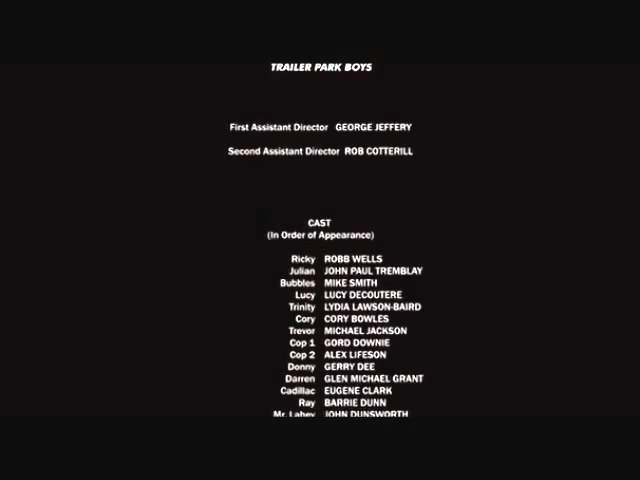 TRAILER PARK BOYS
First Assistant Director GEORGE JEFFERY
Second Assistant Director ROB COTTERILL
CAST
(In Order of Appearance)
Ricky ROBB WELLS
Julian JOHN PAUL TREMBLAY
Bubbles MIKE SMITH
Lucy LUCY DECOUTERE
Trinity LYDIA LAWSON-BAIRD
Cory CORY BOWLES
Trevor MICHAEL JACKSON
Cop 1 GORD DOWNIE
Cop 2 ALEX LIFESON
Donny GERRY DEE
Darren GLEN MICHAEL GRANT
Cadillac EUGENE CLARK
Ray BARRIE DUNN
Mr. Lahey JOHN DUNSWORTH